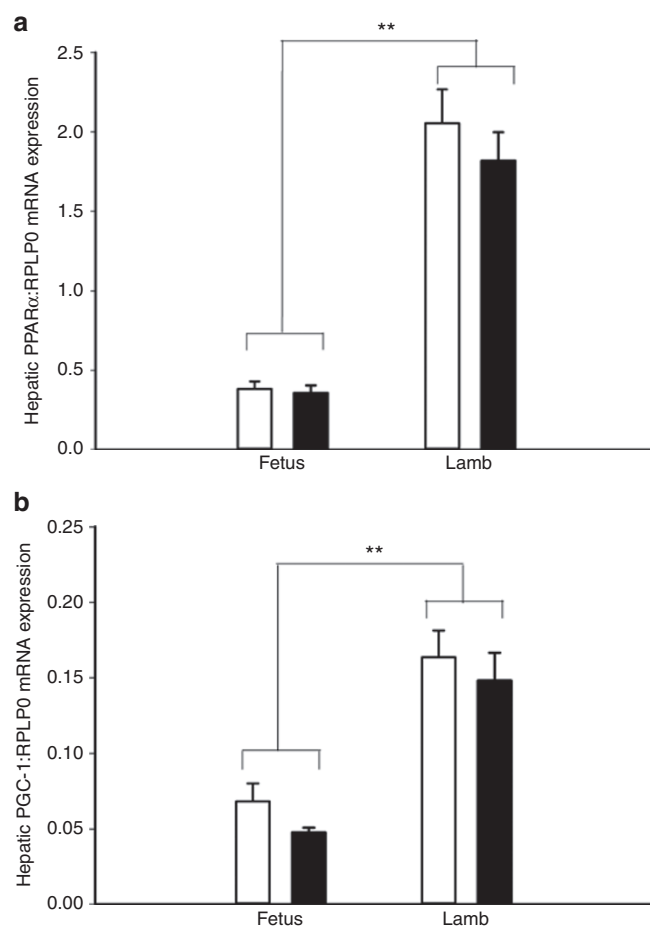 a
**
2.5
2.0
1.5
1.0
0.5
0.0
Hepatic PPARα:RPLP0 mRNA expression
Fetus Lamb
b
**
0.25
0.20
0.15
0.10
0.05
0.00
Hepatic PGC-1:RPLP0 mRNA expression
Fetus Lamb